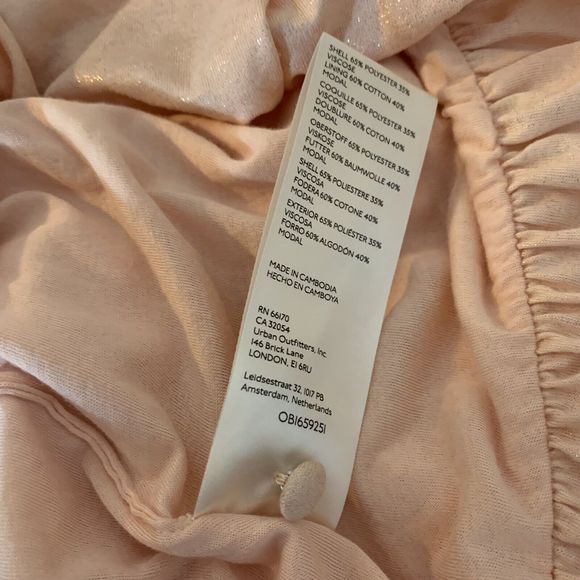 SHELL 65% POLYESTER 35%
VISCOSE
LINING 60% COTTON 40%
MODAL
COQUILLE 65% POLYESTER 35%
VISCOSE
DOUBLURE 60% COTON 40%
MODAL
OBERSTOFF 65% POLYESTER 35%
VISKOSE
FUTTER 60% BAUMWOLLE 40%
MODAL
SHELL 65% POLIESTERE 35%
VISCOSA
FODERA 60% COTONE 40%
MODAL
EXTERIOR 65% POLIÉSTER 35%
VISCOSA
FORRO 60% ALGODÓN 40%
MODAL
MADE IN CAMBODIA
HECHO EN CAMBOYA
RN 66170
CA 32054
Urban Outfitters, Inc
146 Brick Lane
LONDON, E1 6RU
Leidsestraat 32, 1017 PB
Amsterdam, Netherlands
OB1659251